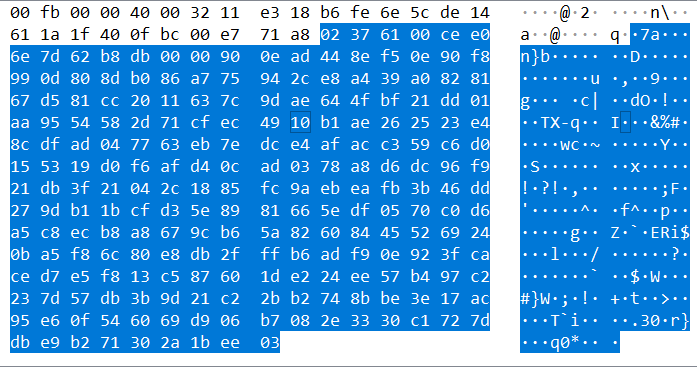 00 fb 00 00 40 00 32 11 e3 18 b6 fe 6e 5c de 14 ····@·2· ····n\··
61 1a 1f 40 0f bc 00 e7 71 a8 02 37 61 00 ce e0 a··@···· q··7a···
6e 7d 62 b8 db 00 00 90 0e ad 44 8e f5 0e 90 f8 n}b····· ··D·····
99 0d 80 8d b0 86 a7 75 94 2c e8 a4 39 a0 82 81 ·······u ·,··9···
67 d5 81 cc 20 11 63 7c 9d ae 64 4f bf 21 dd 01 g··· ·c| ··dO·!··
aa 95 54 58 2d 71 cf ec 49 10 b1 ae 26 25 23 e4 ··TX-q·· I···&%#·
8c df ad 04 77 63 eb 7e dc e4 af ac c3 59 c6 d0 ····wc·~ ·····Y··
15 53 19 d0 f6 af d4 0c ad 03 78 a8 d6 dc 96 f9 ·S······ ··x·····
21 db 3f 21 04 2c 18 85 fc 9a eb ea fb 3b 46 dd !·?!·,·· ·····;F·
27 9d b1 1b cf d3 5e 89 81 66 5e df 05 70 c0 d6 '·····^· ·f^··p··
a5 c8 ec b8 a8 67 9c b6 5a 82 60 84 45 52 69 24 ·····g·· Z·`·ERi$
0b a5 f8 6c 80 e8 db 2f ff b6 ad f9 0e 92 3f ca ···l···/ ······?·
ce d7 e5 f8 13 c5 87 60 1d e2 24 ee 57 b4 97 c2 ·······` ··$·W···
23 7d 57 db 3b 9d 21 c2 2b b2 74 8b be 3e 17 ac #}W·;·!· +·t··>··
95 e6 0f 54 60 69 d9 06 b7 08 2e 33 30 c1 72 7d ···T`i·· ··.30·r}
db e9 b2 71 30 2a 1b ee 03 ···q0*·· ·